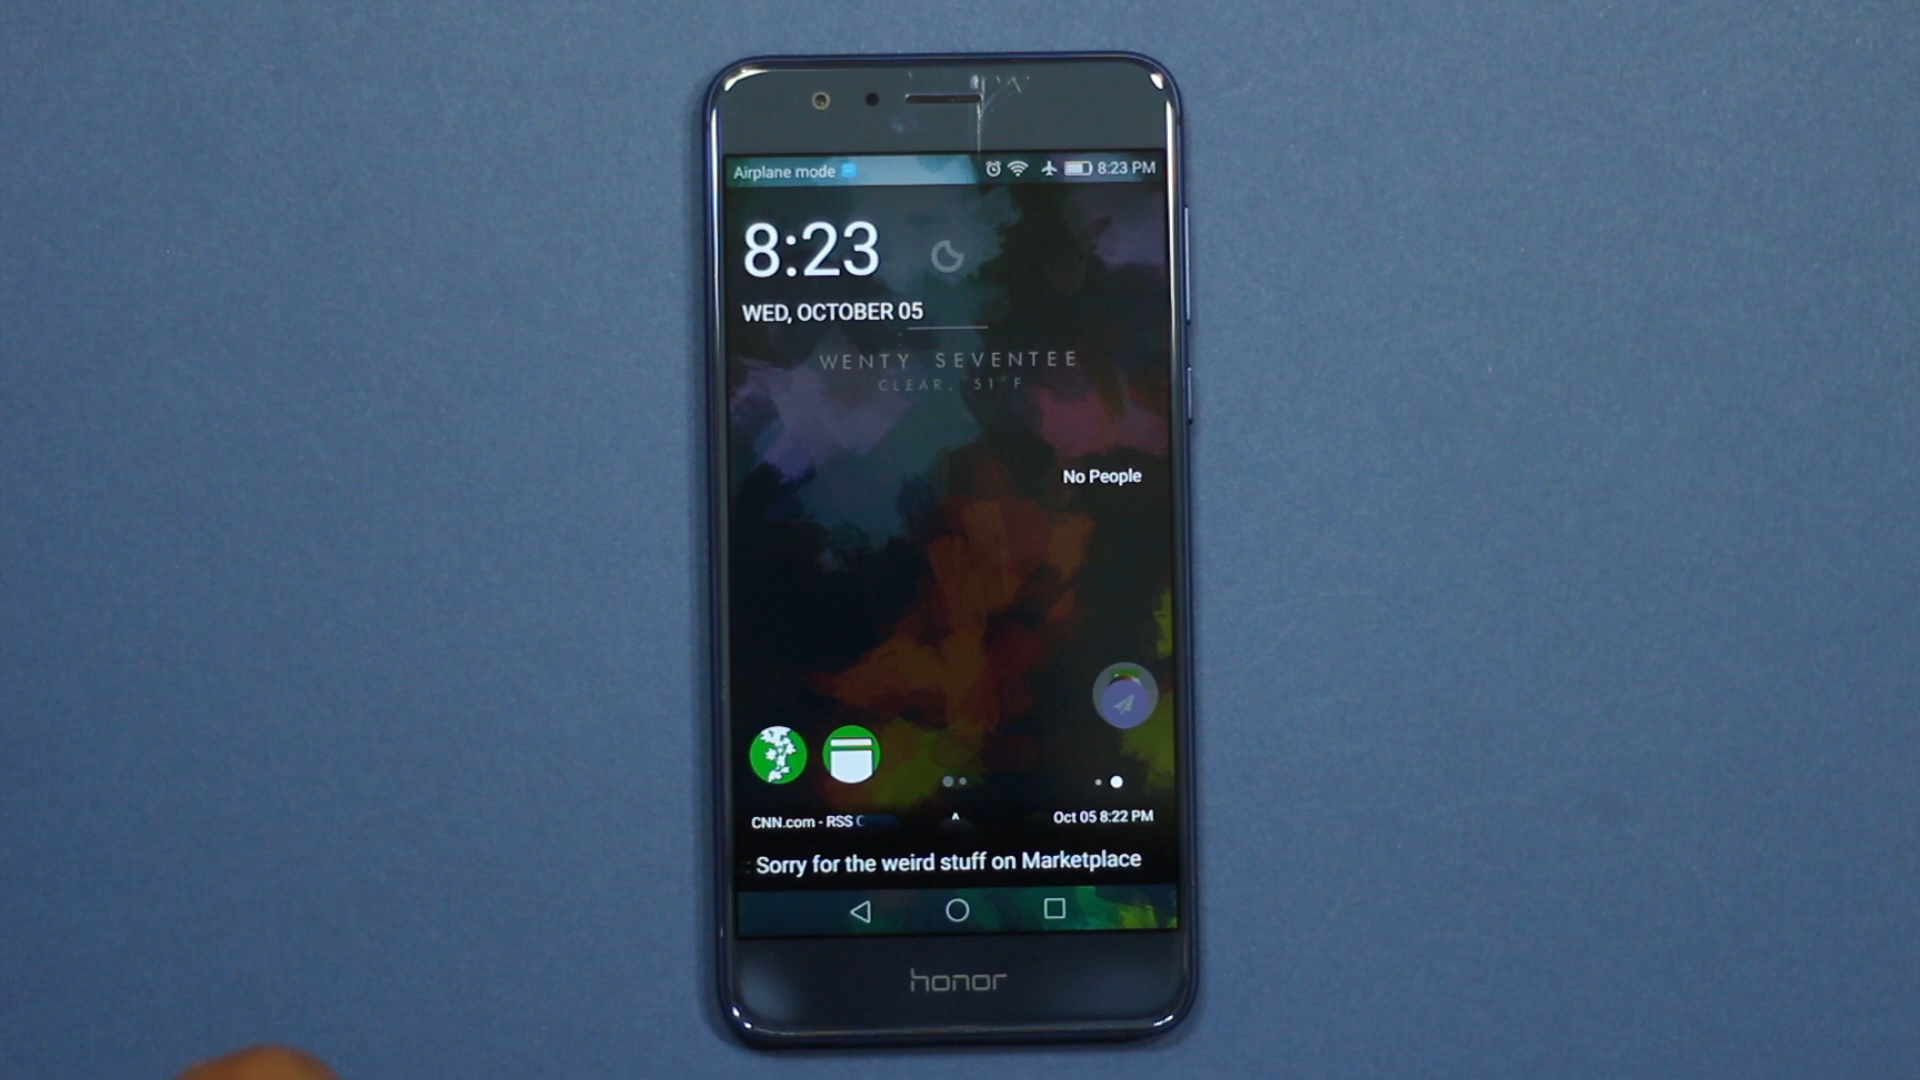 Airplane mode
8:23 PM
8:23
WED, OCTOBER 05
WENTY SEVENTEE
CLEAR, 51°F
No People
CNN.com - RSS C
Oct 05 8:22 PM
Sorry for the weird stuff on Marketplace
honor